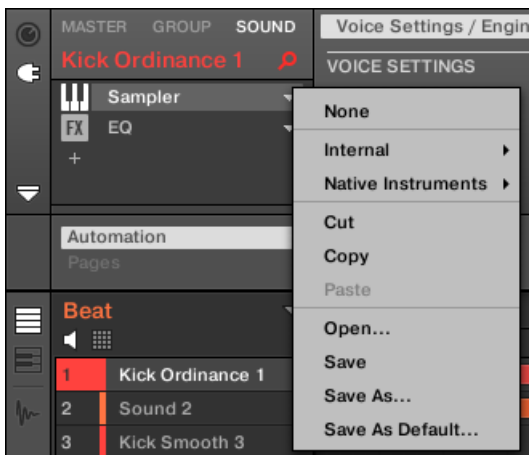 MASTER GROUP SOUND
Kick Ordinance 1
Sampler
FX EQ
+
Automation
Pages
Beat
1 Kick Ordinance 1
2 Sound 2
3 Kick Smooth 3
Voice Settings / Engin
VOICE SETTINGS
None
Internal
Native Instruments
Cut
Copy
Paste
Open...
Save
Save As...
Save As Default...